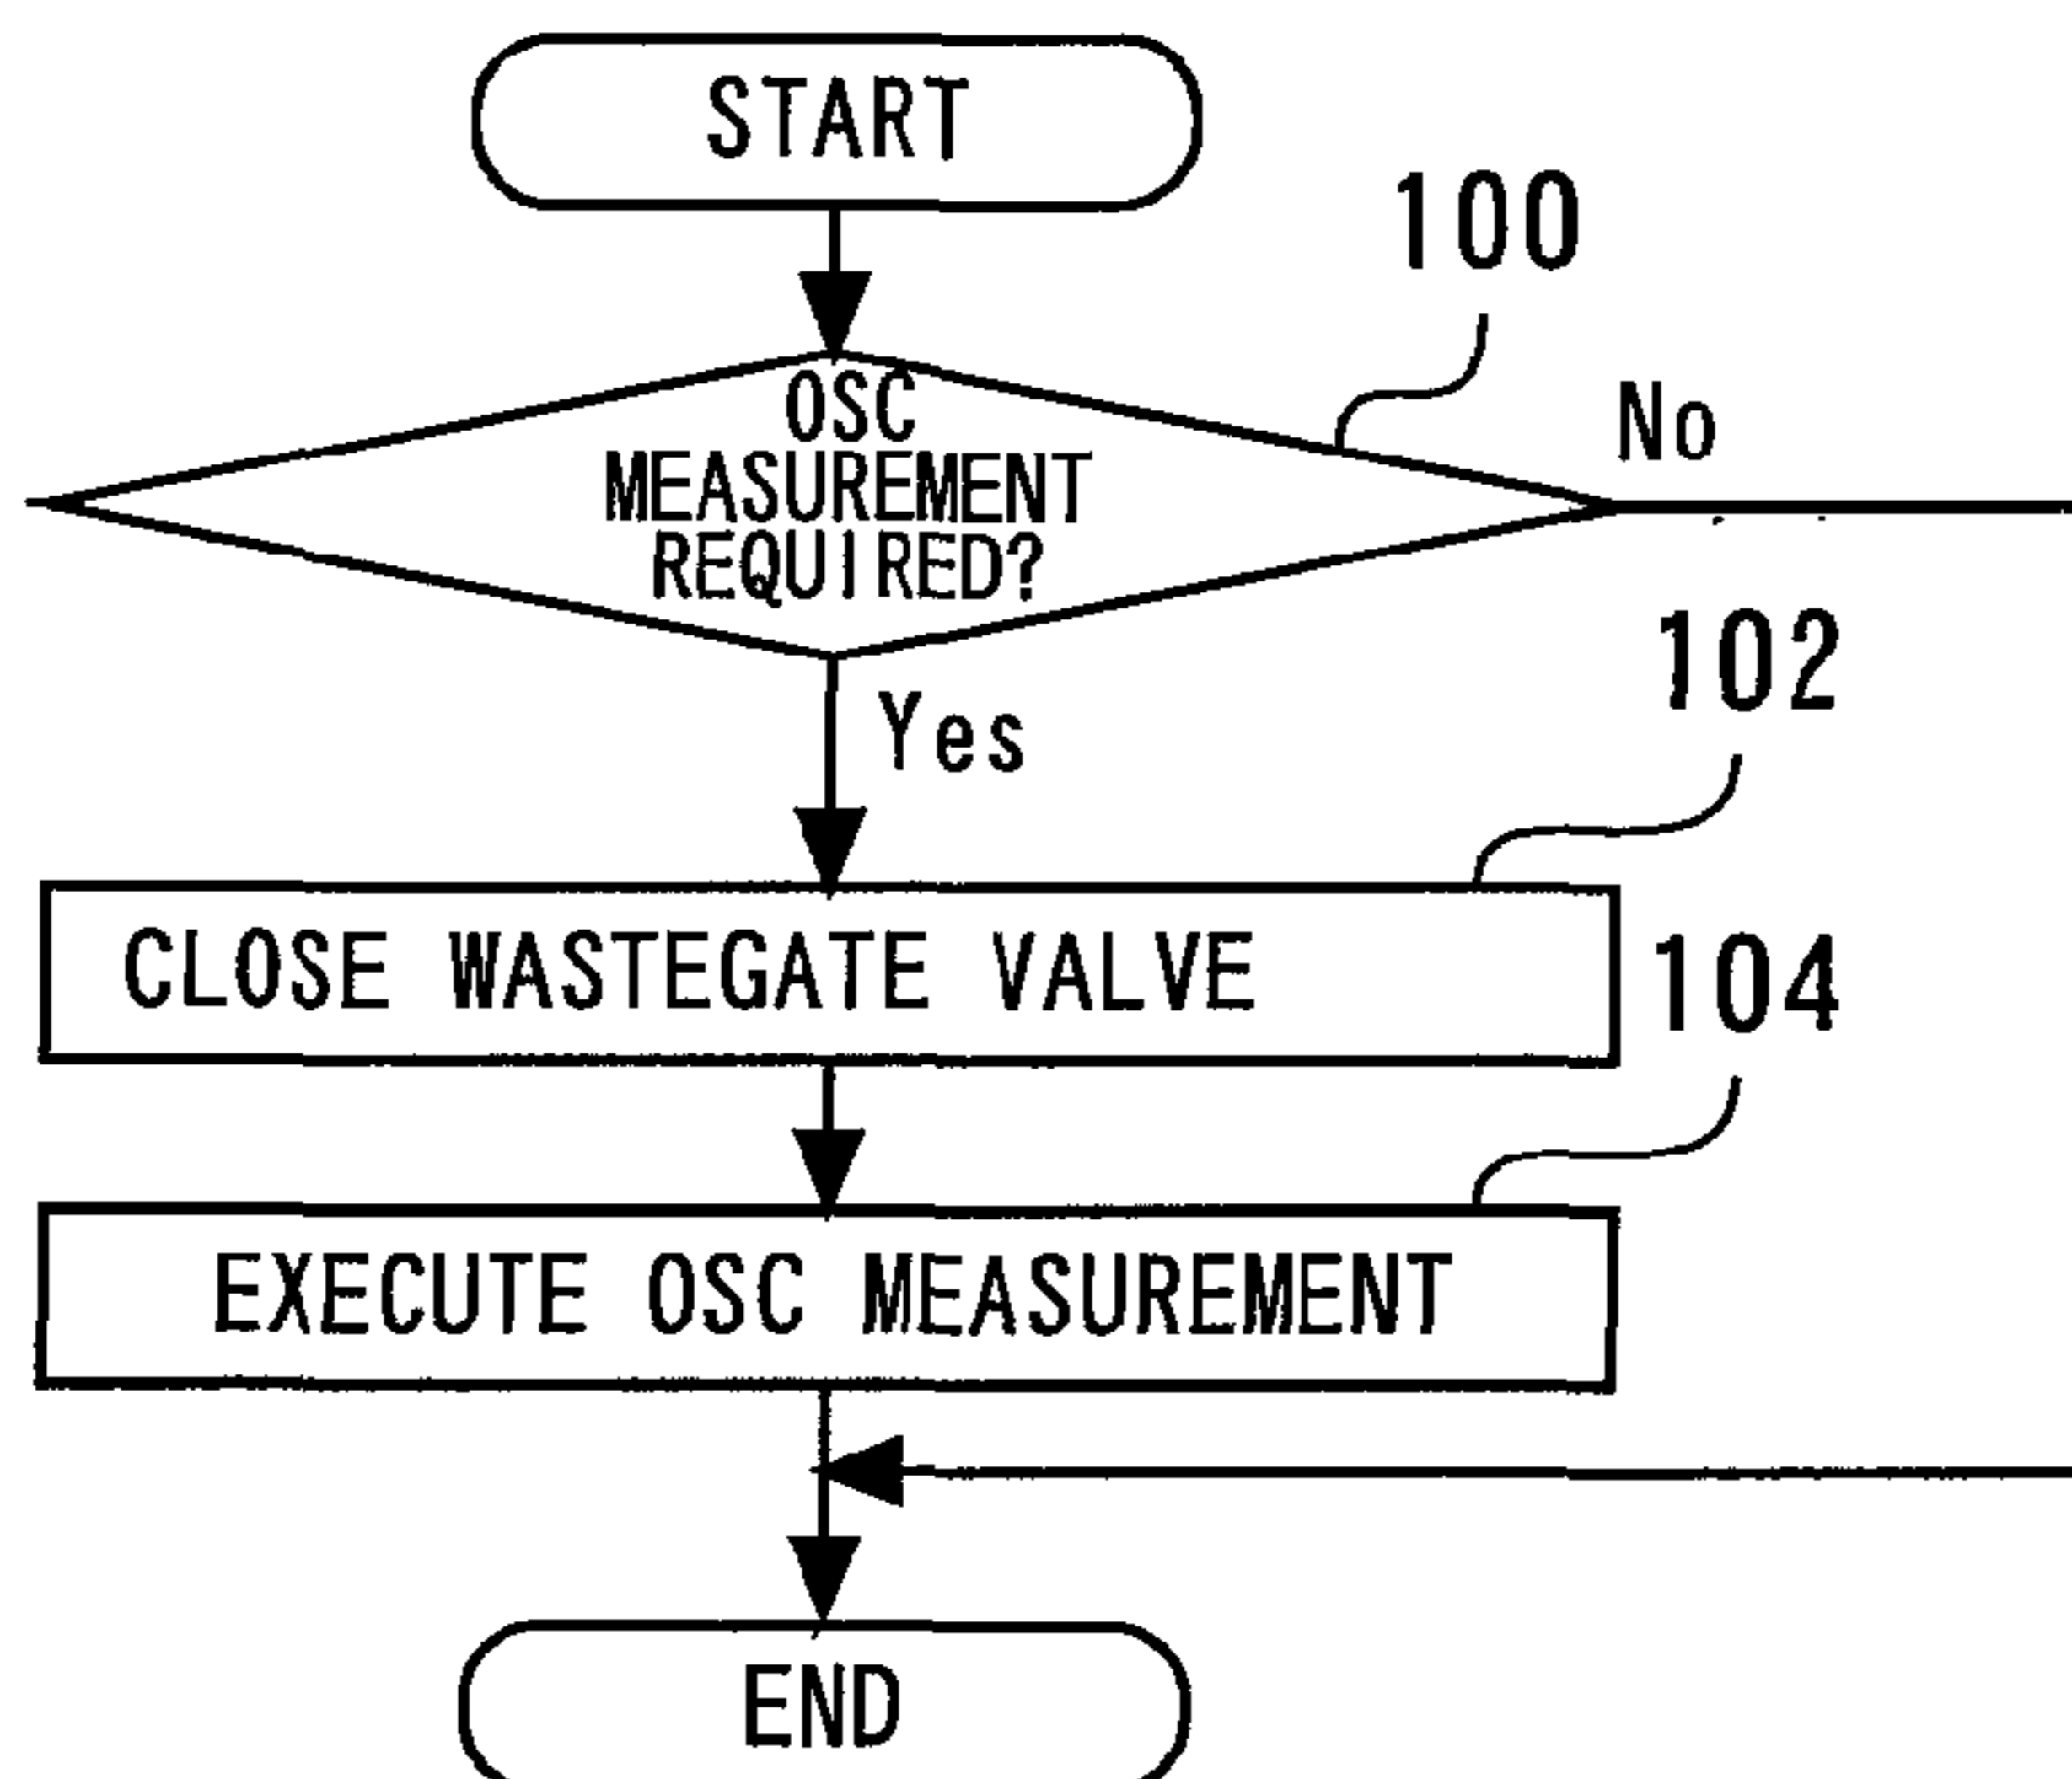 START
100
OSC
MEASUREMENT
REQUIRED?
No
Yes
102
CLOSE WASTEGATE VALVE
104
EXECUTE OSC MEASUREMENT
END